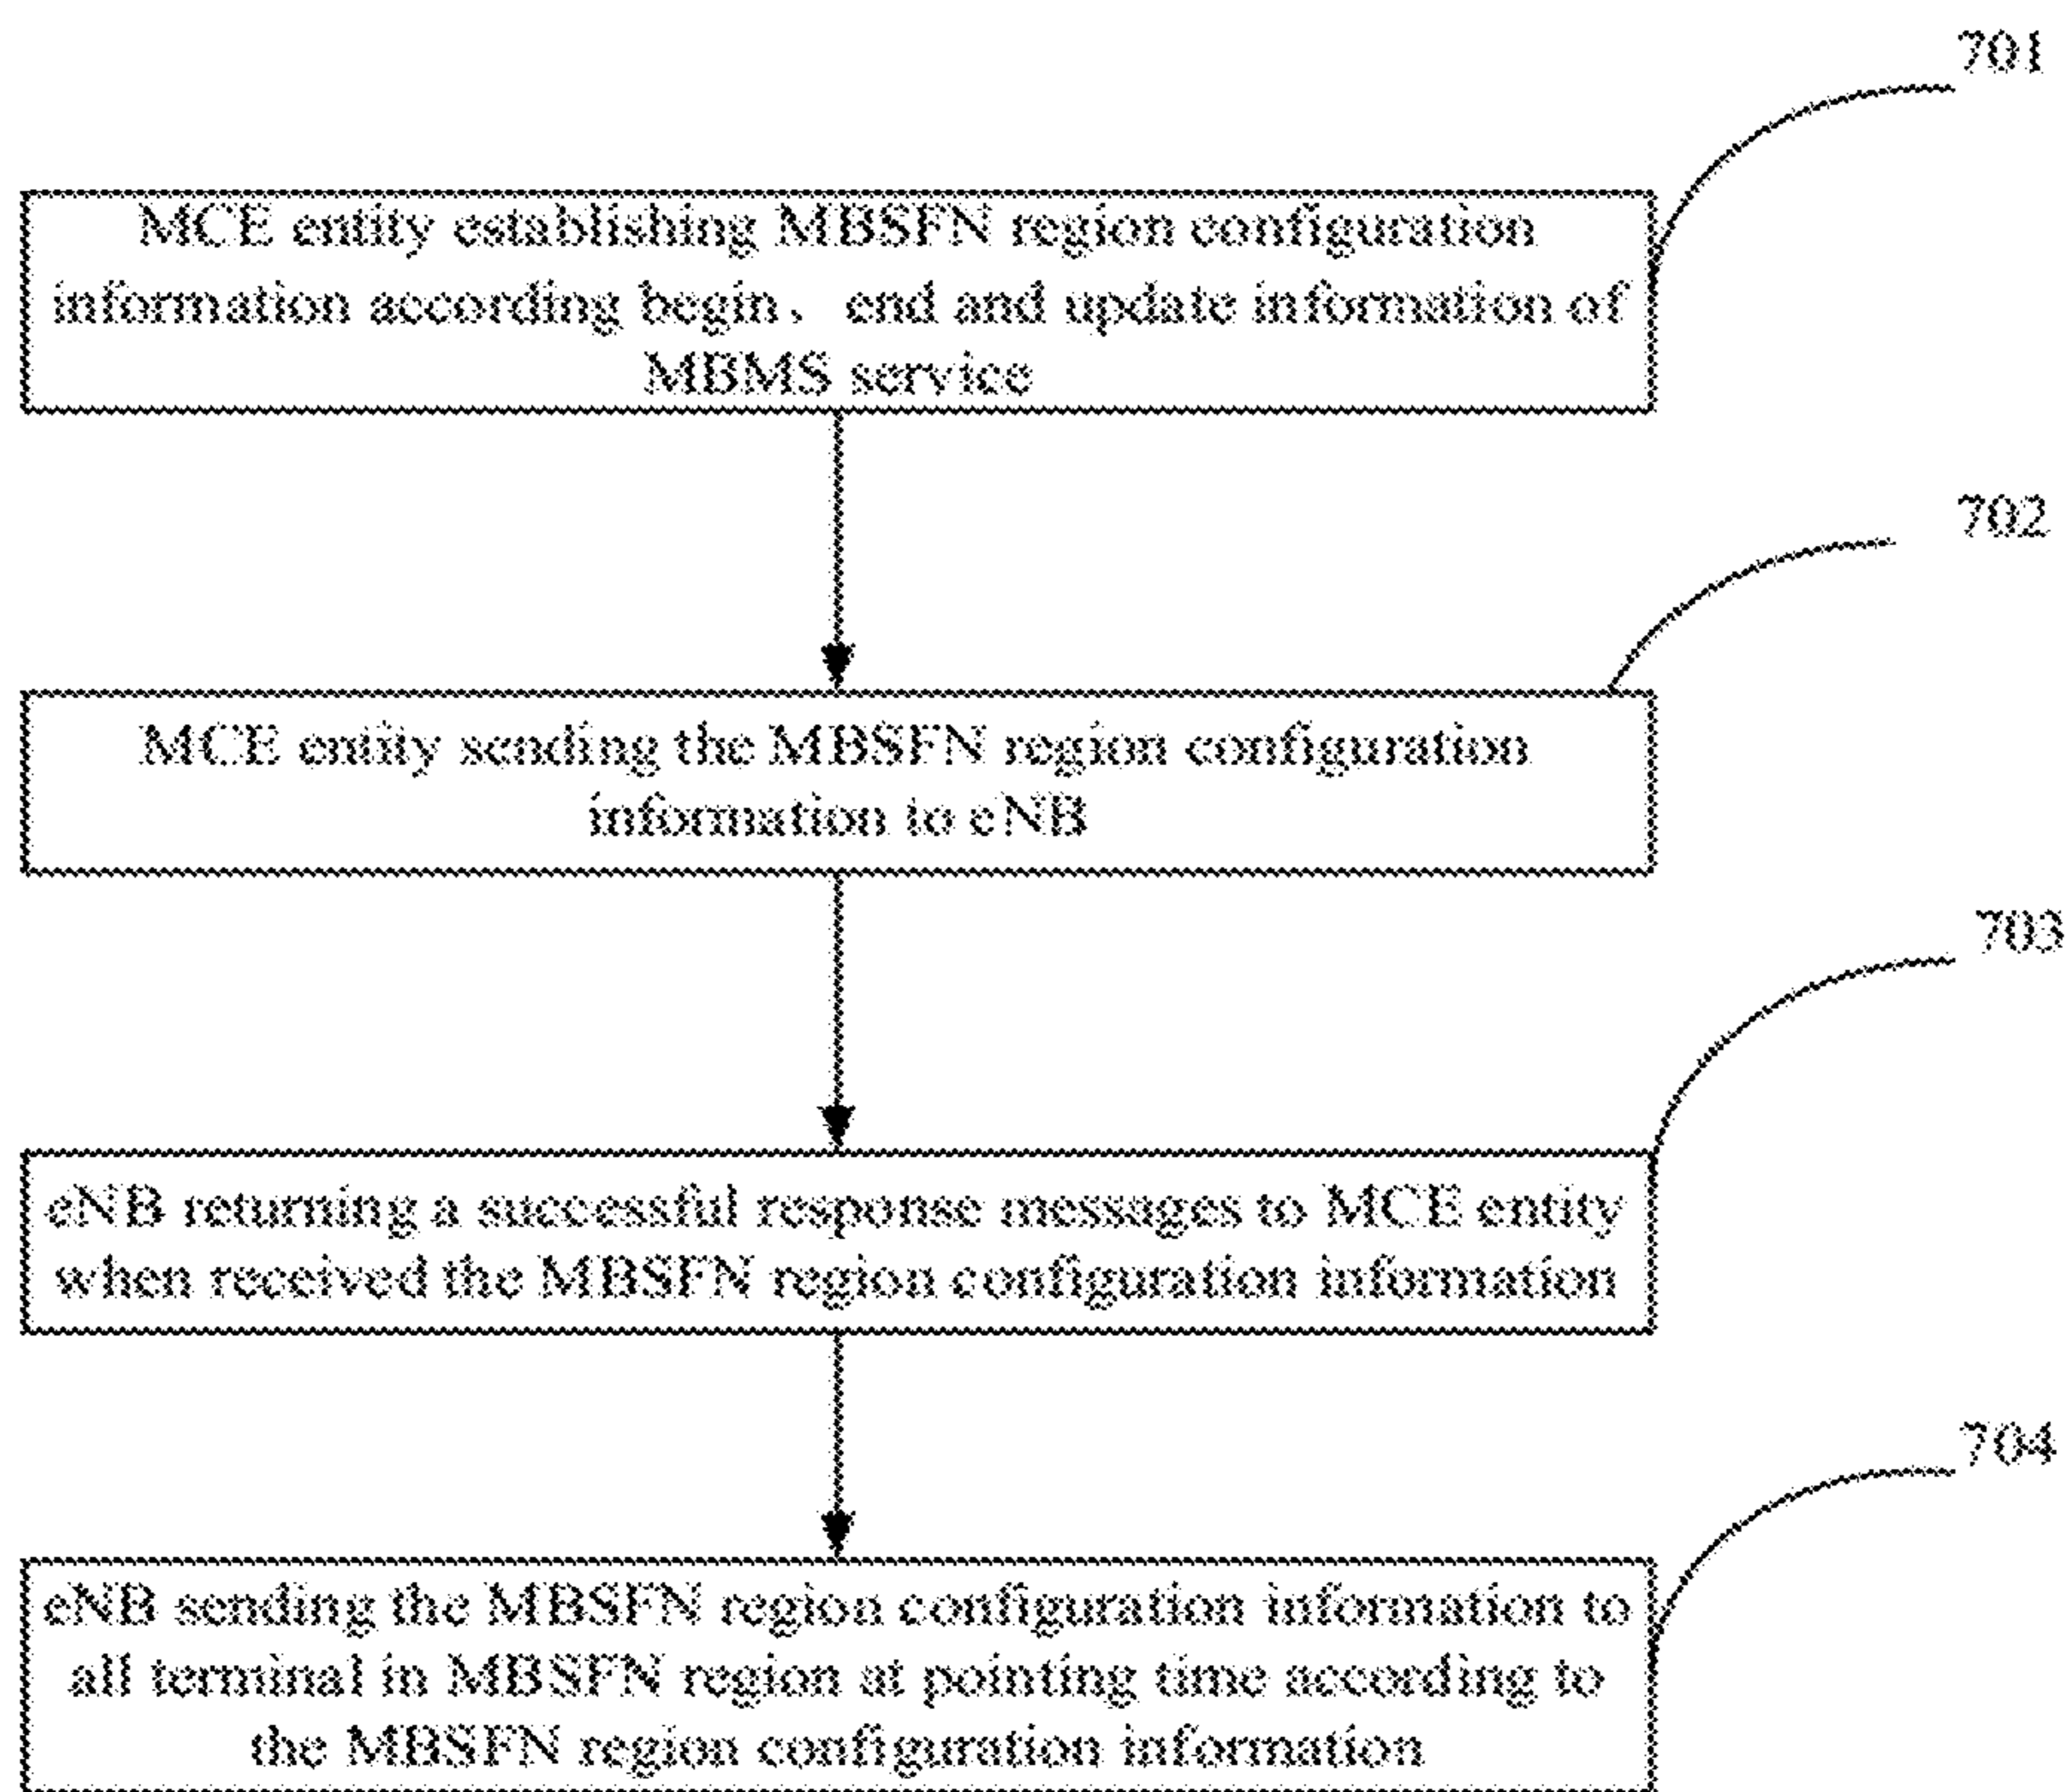 701
MCE entity establishing MBSFN region configuration
information according begin、 end and update information of
MBMS service
702
MCE entity sending the MBSFN region configuration
information to eNB
703
eNB returning a successful response messages to MCE entity
when received the MBSFN region configuration information
704
eNB sending the MBSFN region configuration information to
all terminal in MBSFN region at pointing time according to
the MBSFN region configuration information